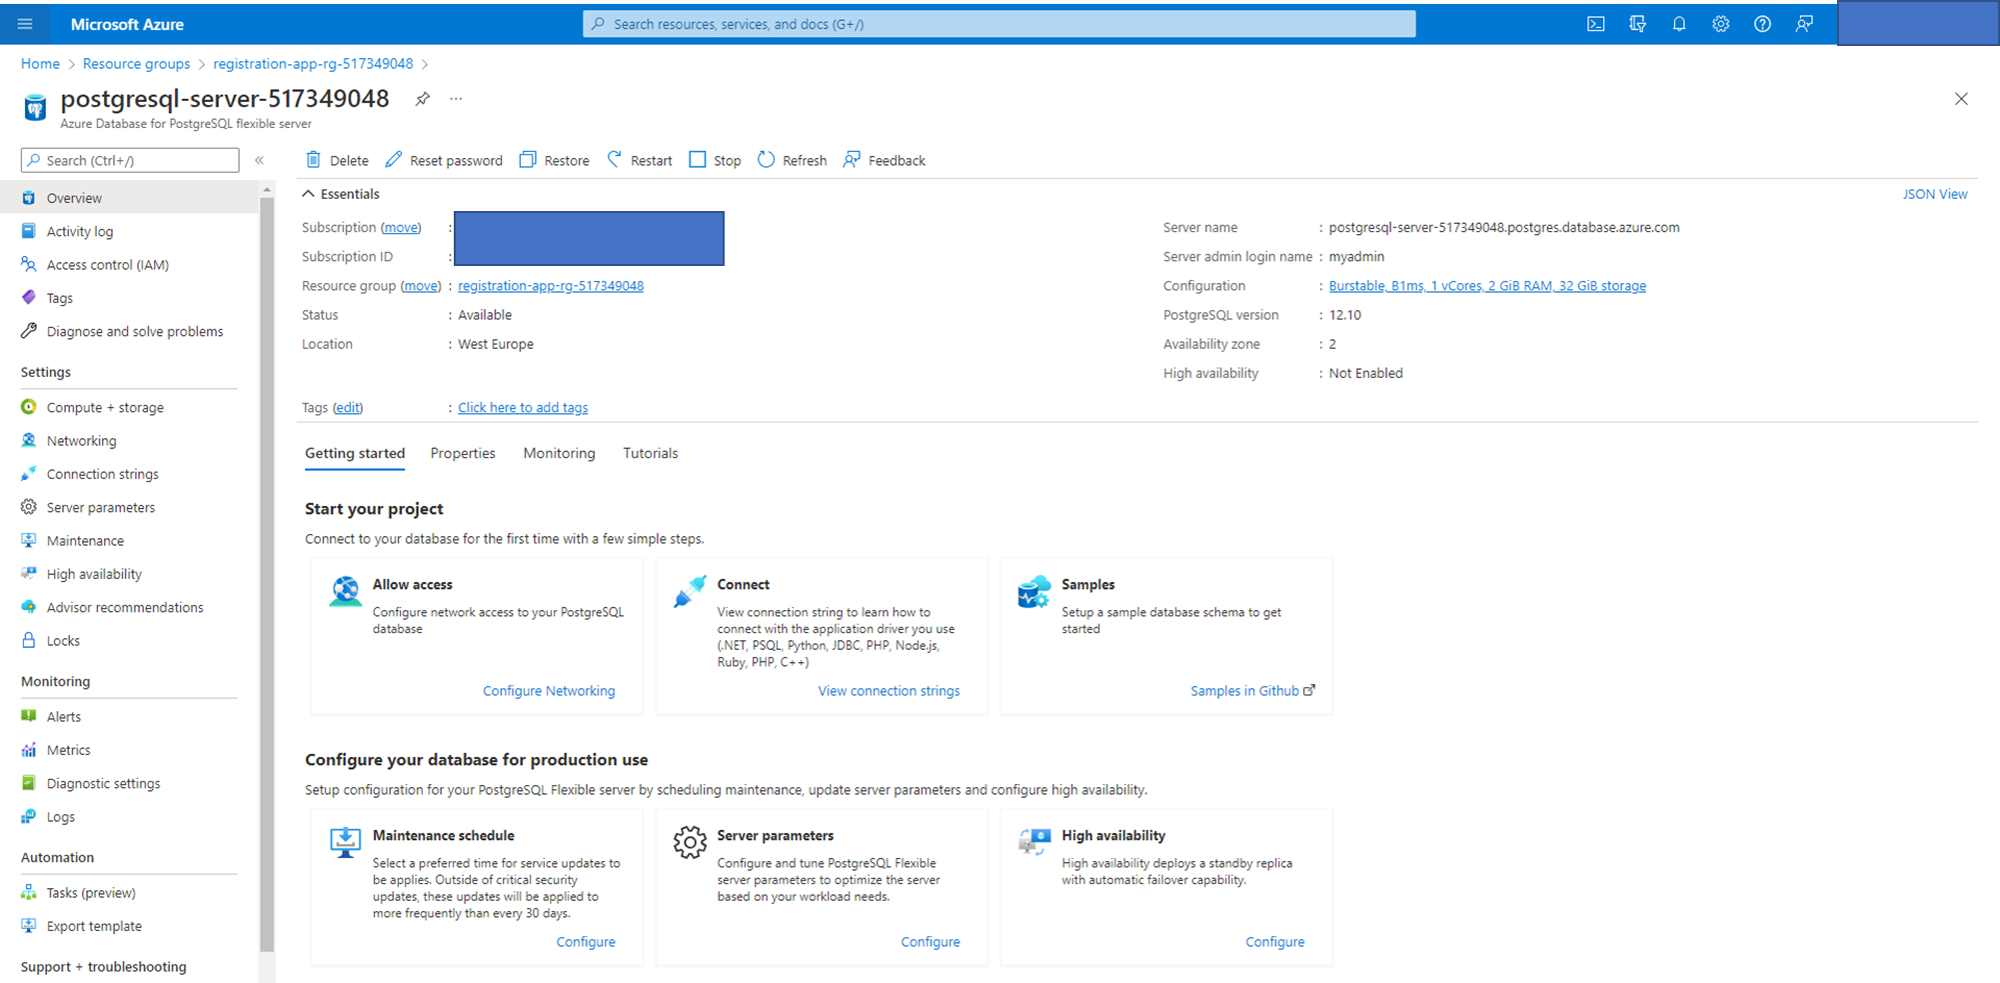 Microsoft Azure
Search resources, services, and docs (G+/)
Home > Resource groups > registration-app-rg-517349048 >
postgresql-server-517349048
Azure Database for PostgreSQL flexible server
Search (Ctrl+/)
Overview
Activity log
Access control (IAM)
Tags
Diagnose and solve problems
Settings
Compute + storage
Networking
Connection strings
Server parameters
Maintenance
High availability
Advisor recommendations
Locks
Monitoring
Alerts
Metrics
Diagnostic settings
Logs
Automation
Tasks (preview)
Export template
Support + troubleshooting
Delete Reset password Restore Restart Stop Refresh Feedback
Essentials
JSON View
Subscription (move) :
Subscription ID :
Resource group (move) : registration-app-rg-517349048
Status : Available
Location : West Europe
Server name : postgresql-server-517349048.postgres.database.azure.com
Server admin login name : myadmin
Configuration : Burstable, B1ms, 1 vCores, 2 GiB RAM, 32 GiB storage
PostgreSQL version : 12.10
Availability zone : 2
High availability : Not Enabled
Tags (edit) : Click here to add tags
Getting started Properties Monitoring Tutorials
Start your project
Connect to your database for the first time with a few simple steps.
Allow access
Configure network access to your PostgreSQL
database
Configure Networking
Connect
View connection string to learn how to
connect with the application driver you use
(.NET, PSQL, Python, JDBC, PHP, Node.js,
Ruby, PHP, C++)
View connection strings
Samples
Setup a sample database schema to get
started
Samples in Github
Configure your database for production use
Setup configuration for your PostgreSQL Flexible server by scheduling maintenance, update server parameters and configure high availability.
Maintenance schedule
Select a preferred time for service updates to
be applies. Outside of critical security
updates, these updates will be applied to
more frequently than every 30 days.
Configure
Server parameters
Configure and tune PostgreSQL Flexible
server parameters to optimize the server
based on your workload needs.
Configure
High availability
High availability deploys a standby replica
with automatic failover capability.
Configure